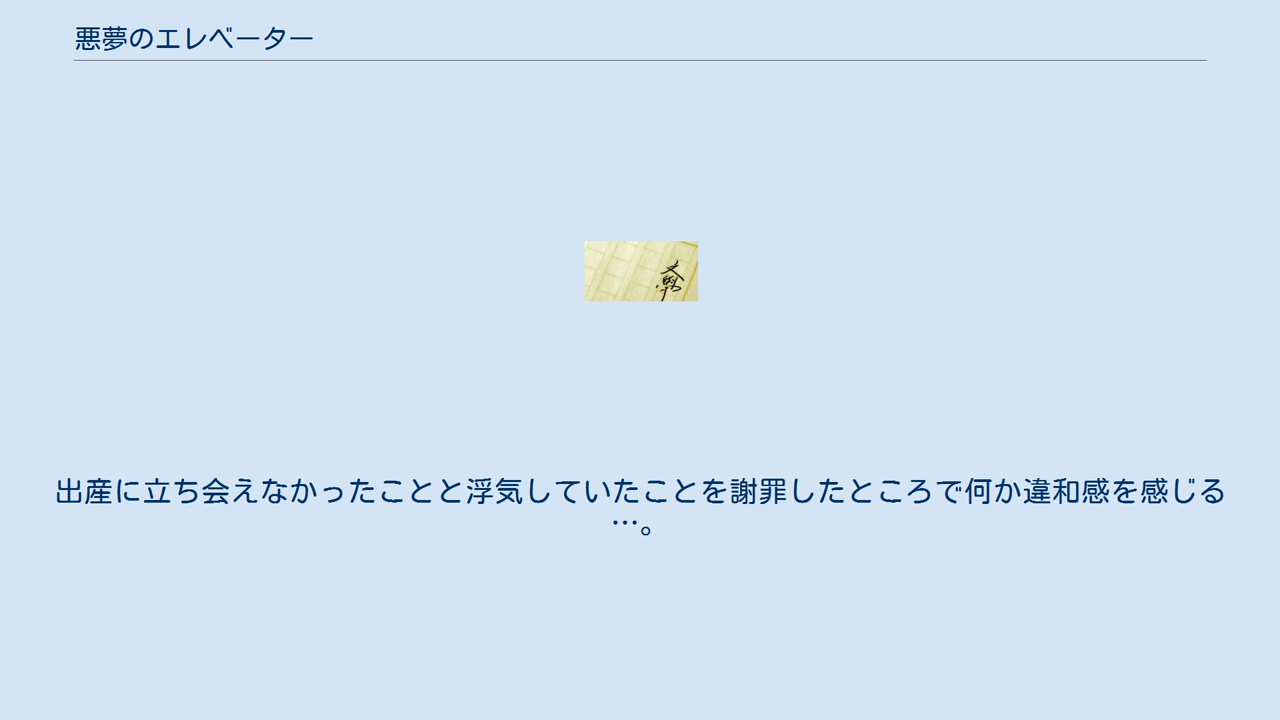 悪夢のエレベーター
出産に立ち会えなかったことと浮気していたことを謝罪したところで何か違和感を感じる
…。